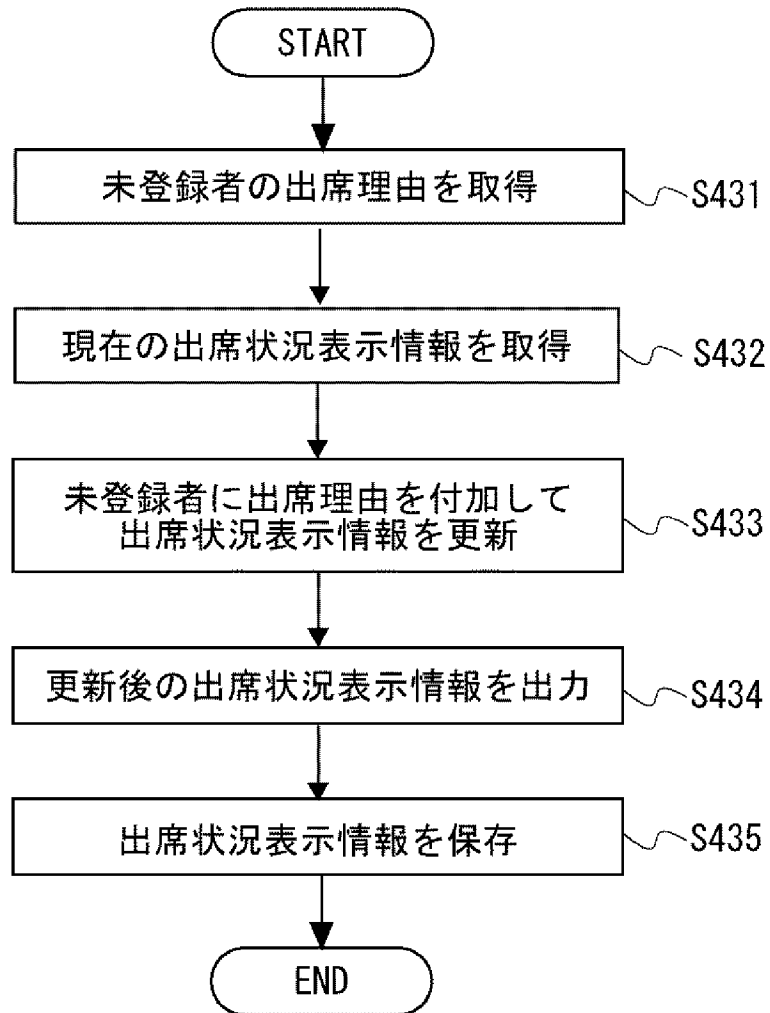 START
未登録者の出席理由を取得
S431
現在の出席状況表示情報を取得
S432
未登録者に出席理由を付加して
出席状況表示情報を更新
S433
更新後の出席状況表示情報を出力
S434
出席状況表示情報を保存
S435
END